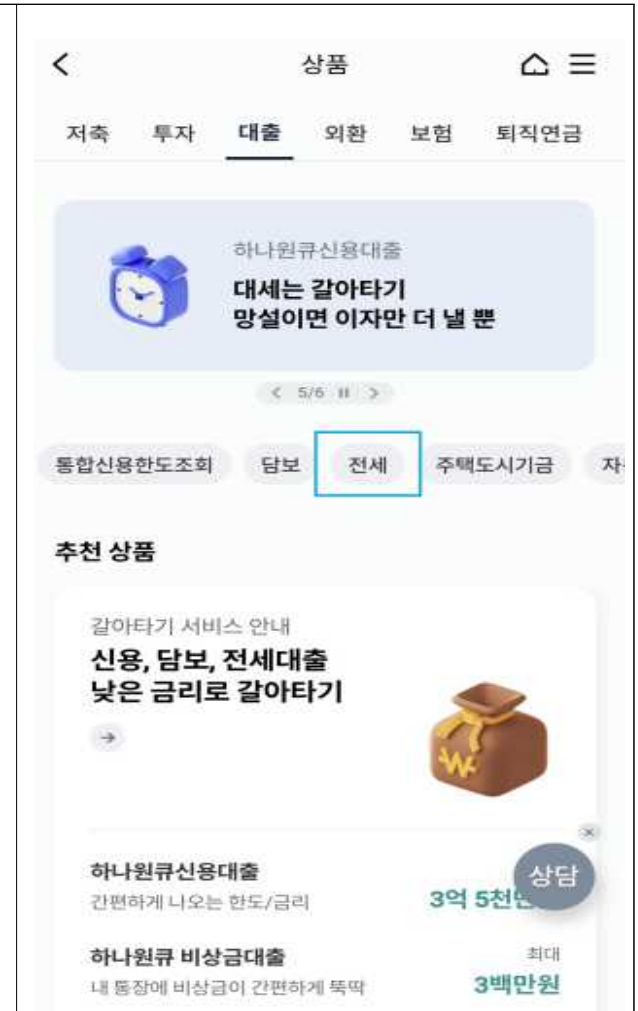 상품
저축 투자 대출 외환 보험 퇴직연금
하나원큐신용대출
대세는 갈아타기
망설이면 이자만 더 낼 뿐
< 5/6 >
통합신용한도조회 담보 전세 주택도시기금
추천 상품
갈아타기 서비스 안내
신용, 담보, 전세대출
낮은 금리로 갈아타기
하나원큐신용대출
간편하게 나오는 한도/금리
3억
상담
하나원큐 비상금대출
최대
내 통장에 비상금이 간편하게 뚝딱
3백만원